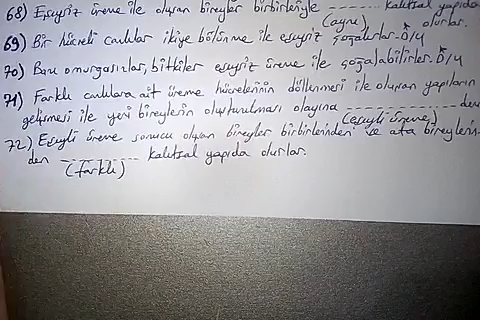 68) Eşeysiz üreme ile oluşan bireyler birbirleriyle ---------- kalıtsal yapıda
(aynı) olurlar.
69) Bir hücreli canlılar ikiye bölünme ile eşeysiz çoğalırlar. D/Y
70) Bazı omurgasızlar, bitkiler eşeysiz üreme ile çoğalabilirler. D/Y
71) Farklı canlılara ait üreme hücrelerinin döllenmesi ile oluşan yapıların
gelişmesi ile yeni bireylerin oluşturulması olayına ------------ denir
(eşeyli üreme)
72) Eşeyli üreme sonucu oluşan bireyler birbirlerinden ve ata bireylerin-
den ------------ kalıtsal yapıda olurlar.
(farklı)